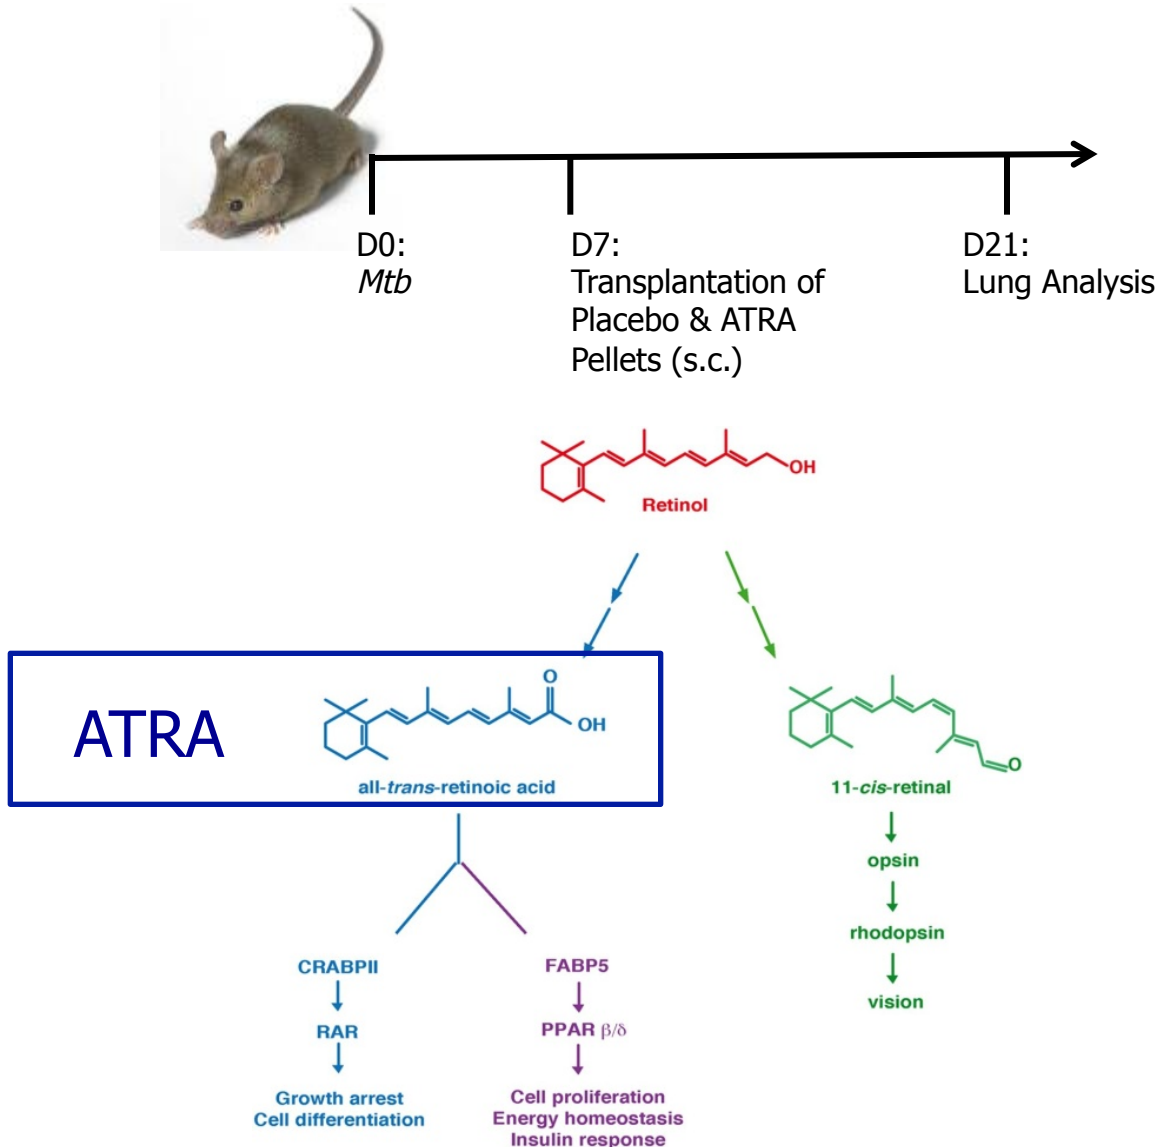 D0:
Mtb
D7:
Transplantation of
Placebo & ATRA
Pellets (s.c.)
D21:
Lung Analysis
OH
Retinol
ATRA
O
OH
all-trans-retinoic acid
O
11-cis-retinal
opsin
rhodopsin
vision
CRABPII
RAR
Growth arrest
Cell differentiation
FABP5
PPAR β/δ
Cell proliferation
Energy homeostasis
Insulin response